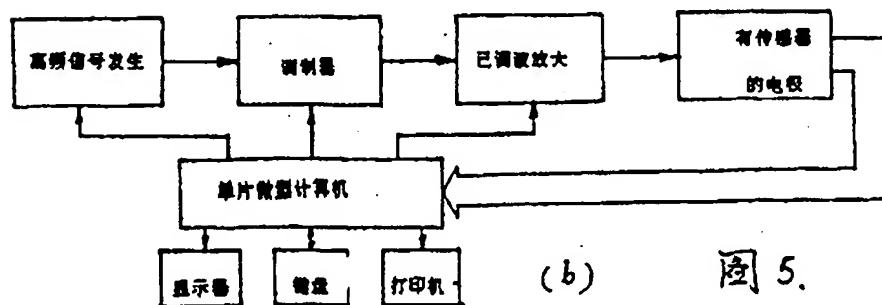 高频信号发生
调制器
已调波放大
有传感器
的电极
单片微型计算机
显示器
键盘
打印机
(b)
图 5.